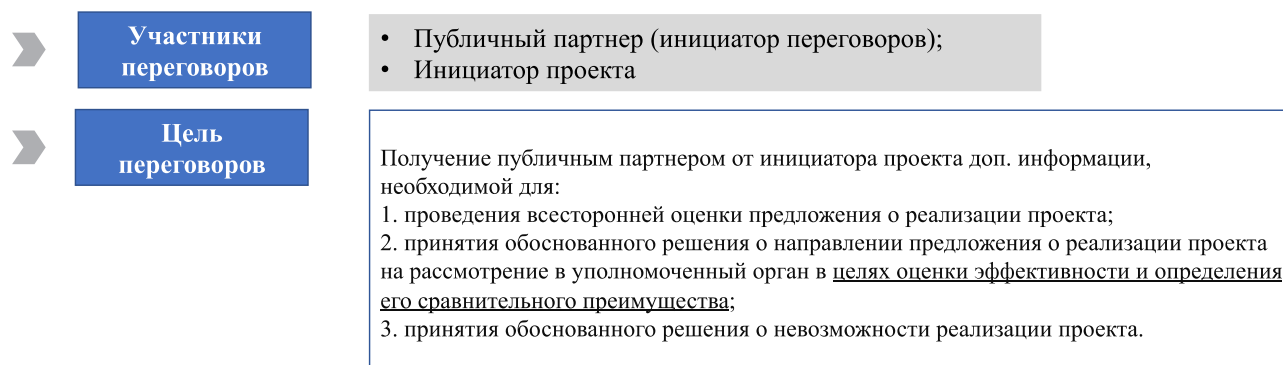 Участники
переговоров
• Публичный партнер (инициатор переговоров);
• Инициатор проекта
Цель
переговоров
Получение публичным партнером от инициатора проекта доп. информации,
необходимой для:
1. проведения всесторонней оценки предложения о реализации проекта;
2. принятия обоснованного решения о направлении предложения о реализации проекта
на рассмотрение в уполномоченный орган в целях оценки эффективности и определения
его сравнительного преимущества;
3. принятия обоснованного решения о невозможности реализации проекта.